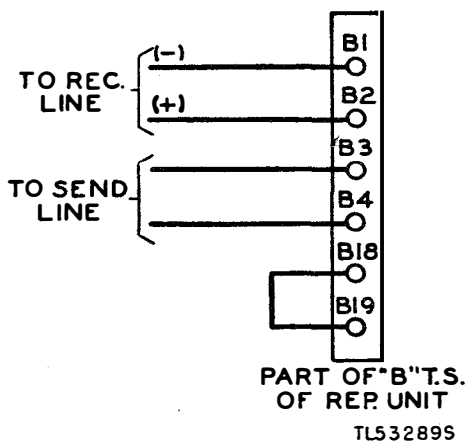 B1
(-)
TO REC.
LINE
(+)
B2
B3
TO SEND
LINE
B4
B18
B19
PART OF "B" T.S.
OF REP. UNIT
TL53289S